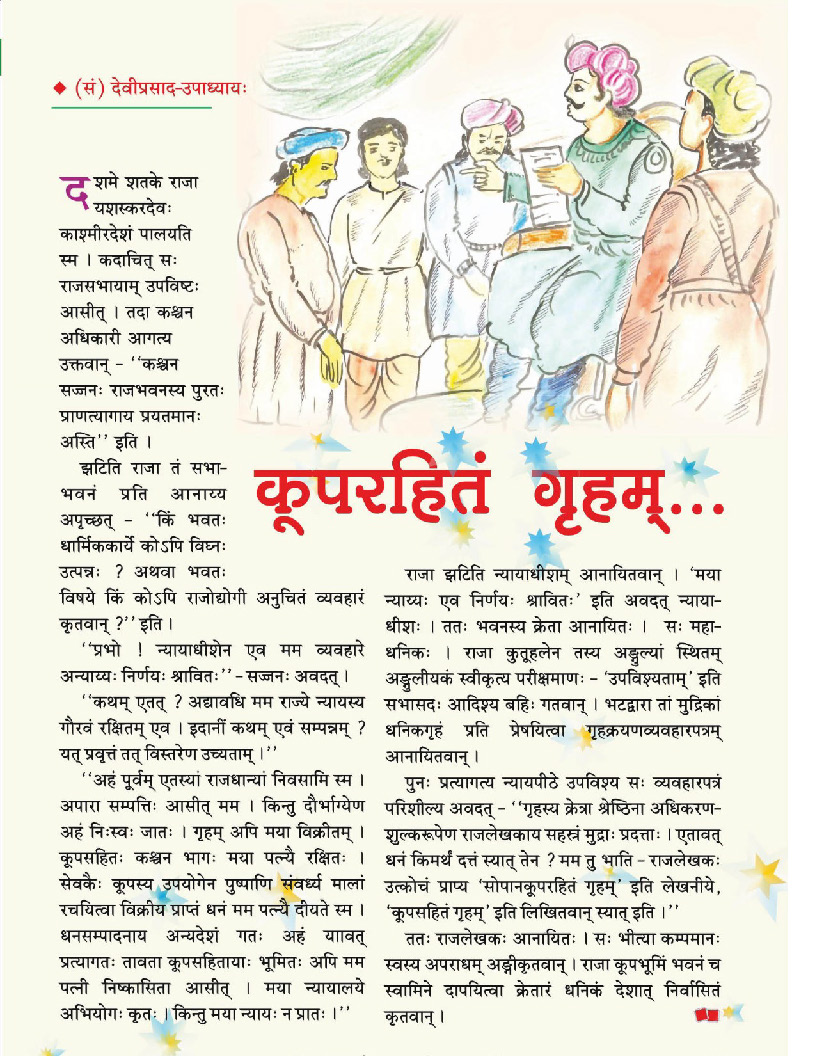 ◆ (सं) देवीप्रसाद-उपाध्यायः
दशमे शतके राजा
यशस्करदेवः
काश्मीरदेशं पालयति
स्म । कदाचित् सः
राजसभायाम् उपविष्टः
आसीत् । तदा कश्चन
अधिकारी आगत्य
उक्तवान् – ‘‘कश्चन
सज्जनः राजभवनस्य पुरतः
प्राणत्यागाय प्रयतमानः
अस्ति’’ इति ।
झटिति राजा तं सभा-
भवनं प्रति आनाय्य
अपृच्छत् – ‘‘किं भवतः
धार्मिककार्ये कोऽपि विघ्नः
उत्पन्नः ? अथवा भवतः
विषये किं कोऽपि राजोद्योगी अनुचितं व्यवहारं
कृतवान् ?’’ इति ।
‘‘प्रभो ! न्यायाधीशेन एव मम व्यवहारे
अन्याय्यः निर्णयः श्रावितः’’ – सज्जनः अवदत् ।
‘‘कथम् एतत् ? अद्यावधि मम राज्ये न्यायस्य
गौरवं रक्षितम् एव । इदानीं कथम् एवं सम्पन्नम् ?
यत् प्रवृत्तं तत् विस्तरेण उच्यताम् ।’’
‘‘अहं पूर्वम् एतस्यां राजधान्यां निवसामि स्म ।
अपारा सम्पत्तिः आसीत् मम । किन्तु दौर्भाग्येण
अहं निःस्वः जातः । गृहम् अपि मया विक्रीतम् ।
कूपसहितः कश्चन भागः मया पत्न्यै रक्षितः ।
सेवकैः कूपस्य उपयोगेन पुष्पाणि संवर्ध्य मालां
रचयित्वा विक्रीय प्राप्तं धनं मम पत्न्यै दीयते स्म ।
धनसम्पादनाय अन्यदेशं गतः अहं याावत्
प्रत्यागतः तावता कूपसहितायाः भूमितः अपि मम
पत्नी निष्कासिता आसीत् । मया न्यायालये
अभियोगः कृतः । किन्तु मया न्यायः न प्राप्तः ।’’
कूपरहितं गृहम्...
राजा झटिति न्यायाधीशम् आनायितवान् । ‘मया
न्याय्यः एव निर्णयः श्रावितः’ इति अवदत् न्याया-
धीशः । ततः भवनस्य क्रेता आनायितः । सः महा-
धनिकः । राजा कुतूहलेन तस्य अङ्गुल्यां स्थितम्
अङ्गुलीयकं स्वीकृत्य परीक्षमाणः – ‘उपविश्यताम्’ इति
सभासदः आदिश्य बहिः गतवान् । भटद्वारा तां मुद्रिकां
धनिकगृहं प्रति प्रेषयित्वा गृहक्रयणव्यवहारपत्रम्
आनायितवान् ।
पुनः प्रत्यागत्य न्यायपीठे उपविश्य सः व्यवहारपत्रं
परिशील्य अवदत् – ‘‘गृहस्य क्रेत्रा श्रेष्ठिना अधिकरण-
शुल्करूपेण राजलेखकाय सहस्रं मुद्राः प्रदत्ताः । एतावत्
धनं किमर्थं दत्तं स्यात् तेन ? मम तु भाति – राजलेखकः
उत्कोचं प्राप्य ‘सोपानकूपरहितं गृहम्’ इति लेखनीये,
‘कूपसहितं गृहम्’ इति लिखितवान् स्यात् इति ।’’
ततः राजलेखकः आनायितः । सः भीत्या कम्पमानः
स्वस्य अपराधम् अङ्गीकृतवान् । राजा कूपभूमिं भवनं च
स्वामिने दापयित्वा क्रेतारं धनिकं देशात् निर्वासितं
कृतवान् ।